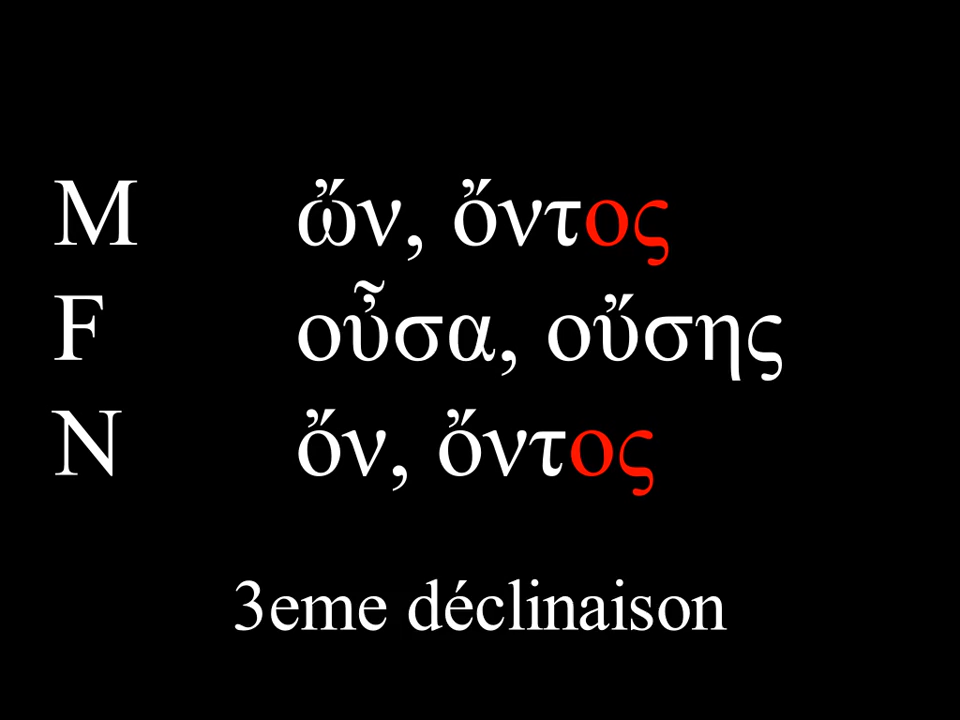 M ὤν, ὄντος
F οὖσα, οὔσης
N ὄν, ὄντος
3eme déclinaison